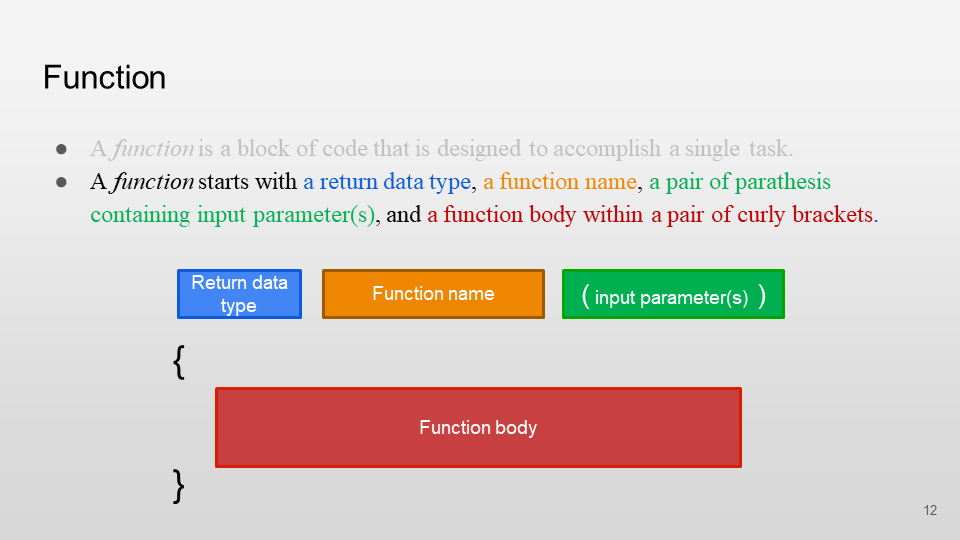 Function
● A function is a block of code that is designed to accomplish a single task.
● A function starts with a return data type, a function name, a pair of parathesis
containing input parameter(s), and a function body within a pair of curly brackets.
Return data
type
Function name
( input parameter(s) )
{
Function body
}
12